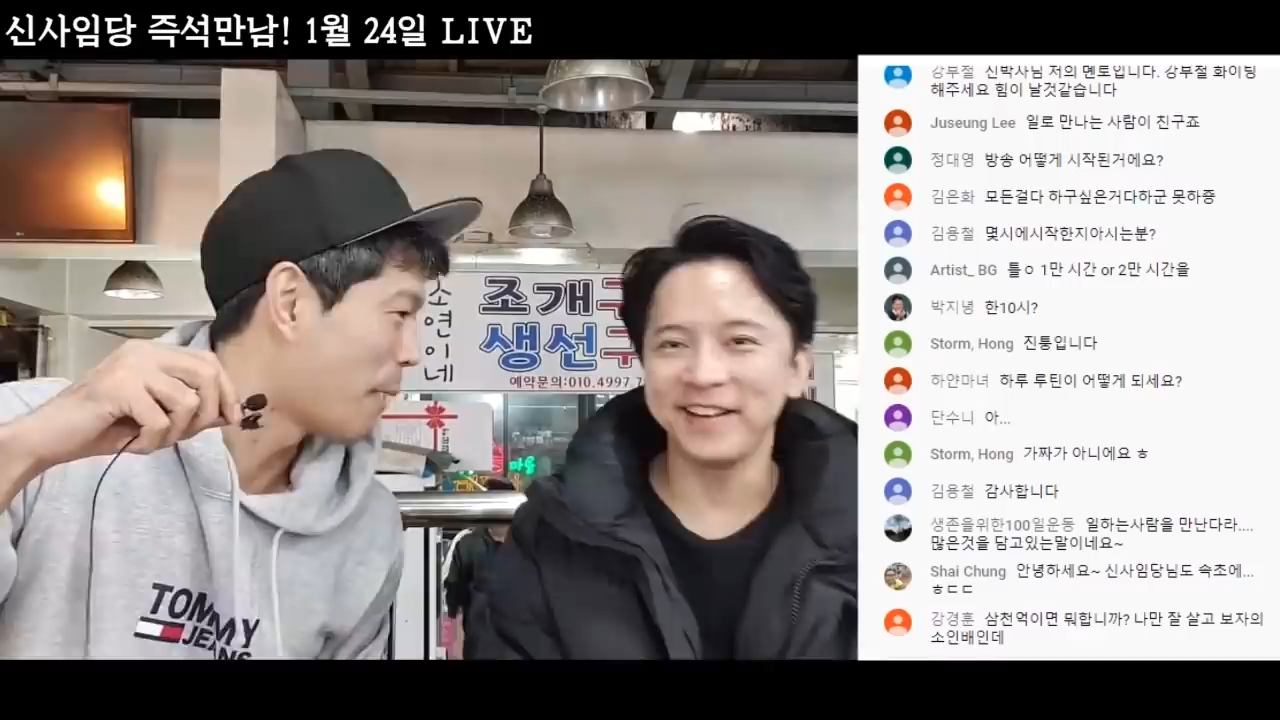 신사임당 즉석만남! 1월 24일 LIVE
소연이네
조개구
생선구
예약문의:010.4997.7
마을
TOMMY
JEANS
LG
강부절 신박사님 저의 멘토입니다. 강부절 화이팅
해주세요 힘이 날것같습니다
Juseung Lee 일로 만나는 사람이 친구죠
정대영 방송 어떻게 시작된거에요?
김은화 모든걸다 하구싶은거다하군 못하쥬
김용철 몇시에시작한지아시는분?
Artist_ BG 틀ㅇ 1만 시간 or 2만 시간을
박지녕 한10시?
Storm, Hong 진통입니다
하얀마녀 하루 루틴이 어떻게 되세요?
단수니 아...
Storm, Hong 가짜가 아니에요 ㅎ
김용철 감사합니다
생존을위한100일운동 일하는사람을 만난다라....
많은것을 담고있는말이네요~
Shai Chung 안녕하세요~ 신사임당님도 속초에...
ㅎㄷㄷ
강경훈 삼천억이면 뭐합니까? 나만 잘 살고 보자의
소인배인데